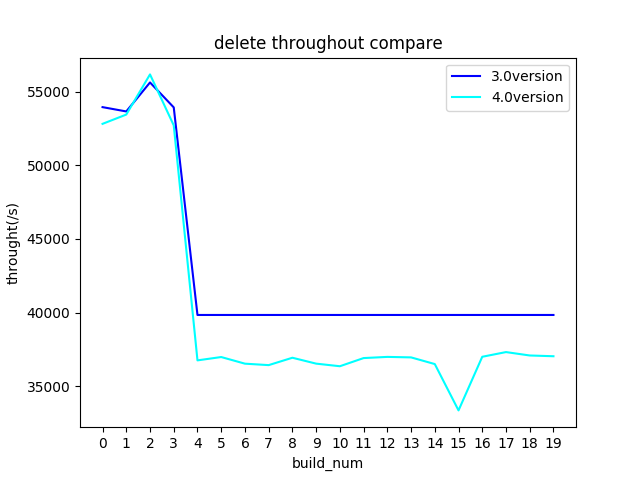 delete throughout compare
3.0version
4.0version
throught(/s)
55000
50000
45000
40000
35000
0 1 2 3 4 5 6 7 8 9 10 11 12 13 14 15 16 17 18 19
build_num